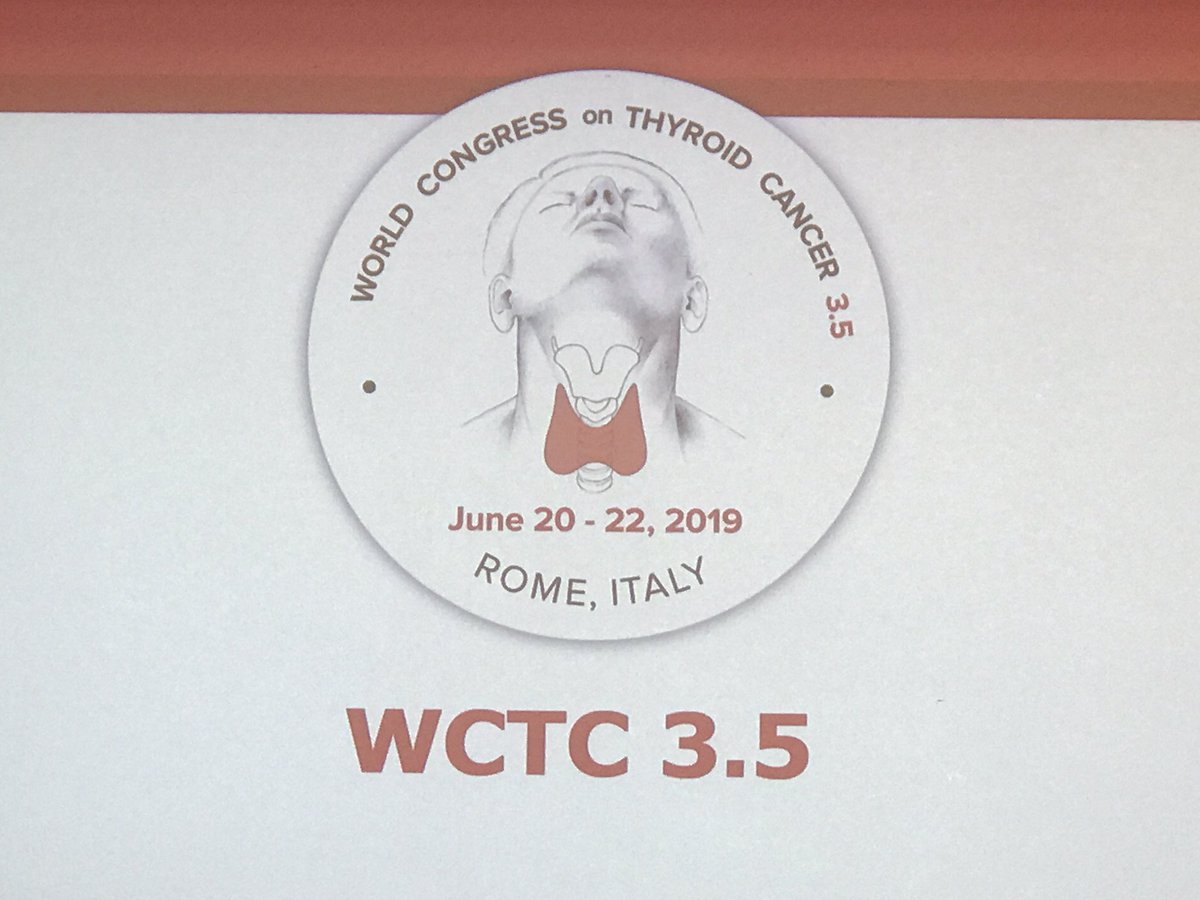 WORLD CONGRESS on THYROID CANCER 3.5
June 20 - 22, 2019
ROME, ITALY
WCTC 3.5